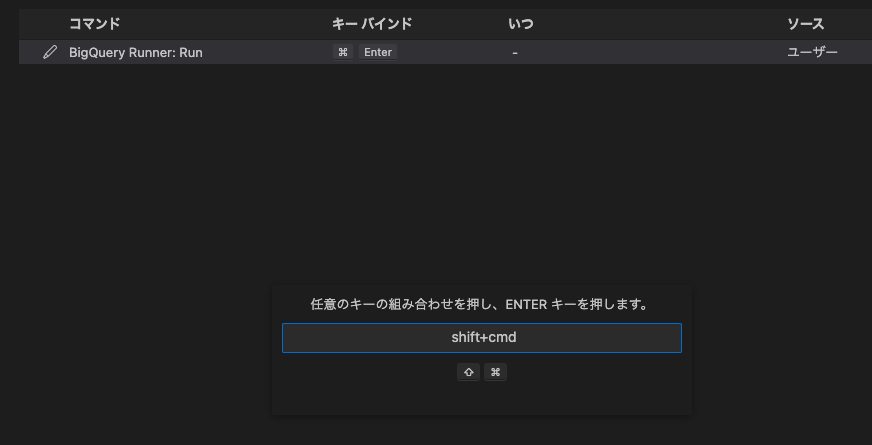 コマンド キー バインド いつ ソース
BigQuery Runner: Run ⌘ Enter - ユーザー
任意のキーの組み合わせを押し、ENTER キーを押します。
shift+cmd
⇧ ⌘